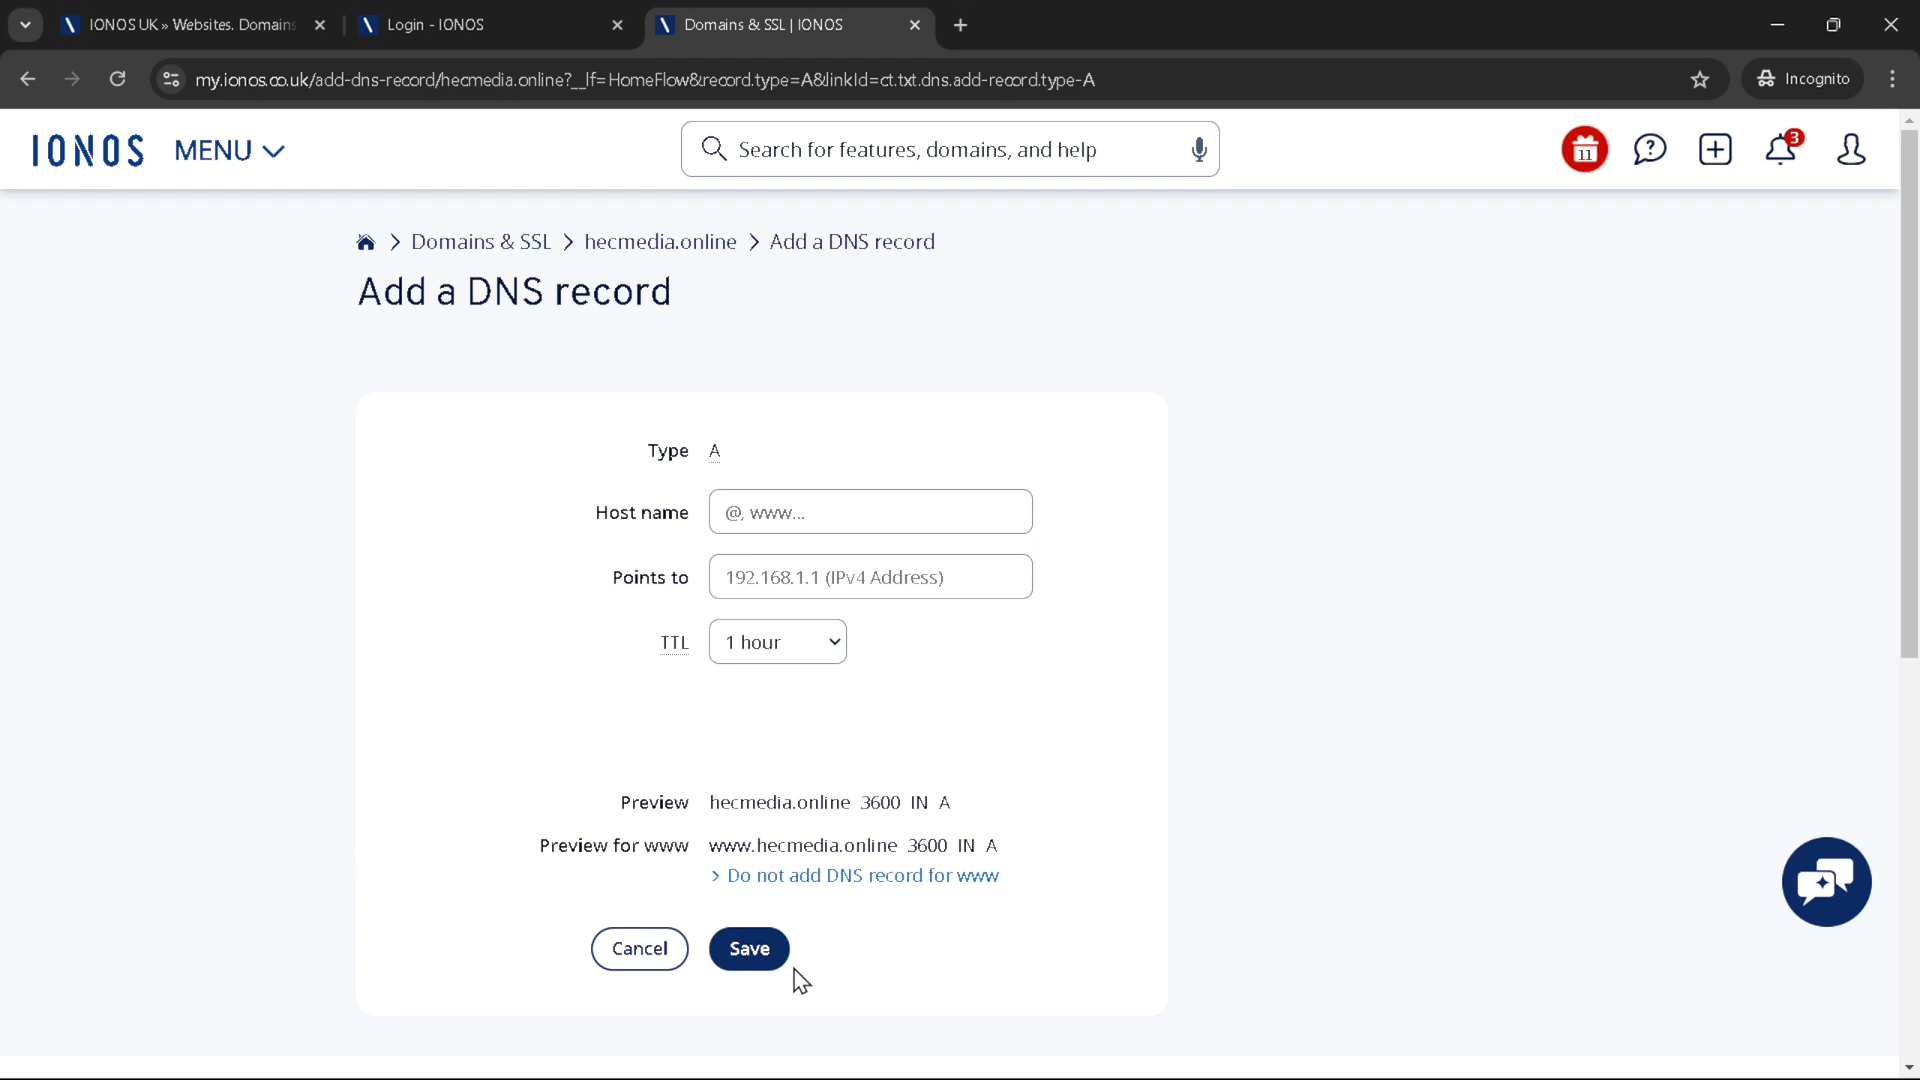 IONOS UK » Websites. Domains
Login - IONOS
Domains & SSL | IONOS
my.ionos.co.uk/add-dns-record/hecmedia.online?__lf=HomeFlow&record.type=A&linkId=ct.txt.dns.add-record.type-A
Incognito
IONOS
MENU
Search for features, domains, and help
11
3
Domains & SSL > hecmedia.online > Add a DNS record
Add a DNS record
Type A
Host name @, www...
Points to 192.168.1.1 (IPv4 Address)
TTL 1 hour
Preview hecmedia.online 3600 IN A
Preview for www www.hecmedia.online 3600 IN A
> Do not add DNS record for www
Cancel Save